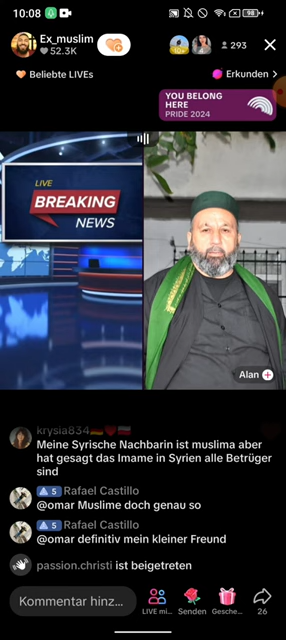 10:08
98
Ex_muslim
52.3K
10+
293
Beliebte LIVEs
Erkunden >
YOU BELONG
HERE
PRIDE 2024
LIVE
BREAKING
NEWS
Alan
krysia834
Meine Syrische Nachbarin ist muslima aber
hat gesagt das Imame in Syrien alle Betrüger
sind
5 Rafael Castillo
@omar Muslime doch genau so
5 Rafael Castillo
@omar definitiv mein kleiner Freund
passion.christi ist beigetreten
Kommentar hinz...
LIVE mi...
Senden
Gesche...
26